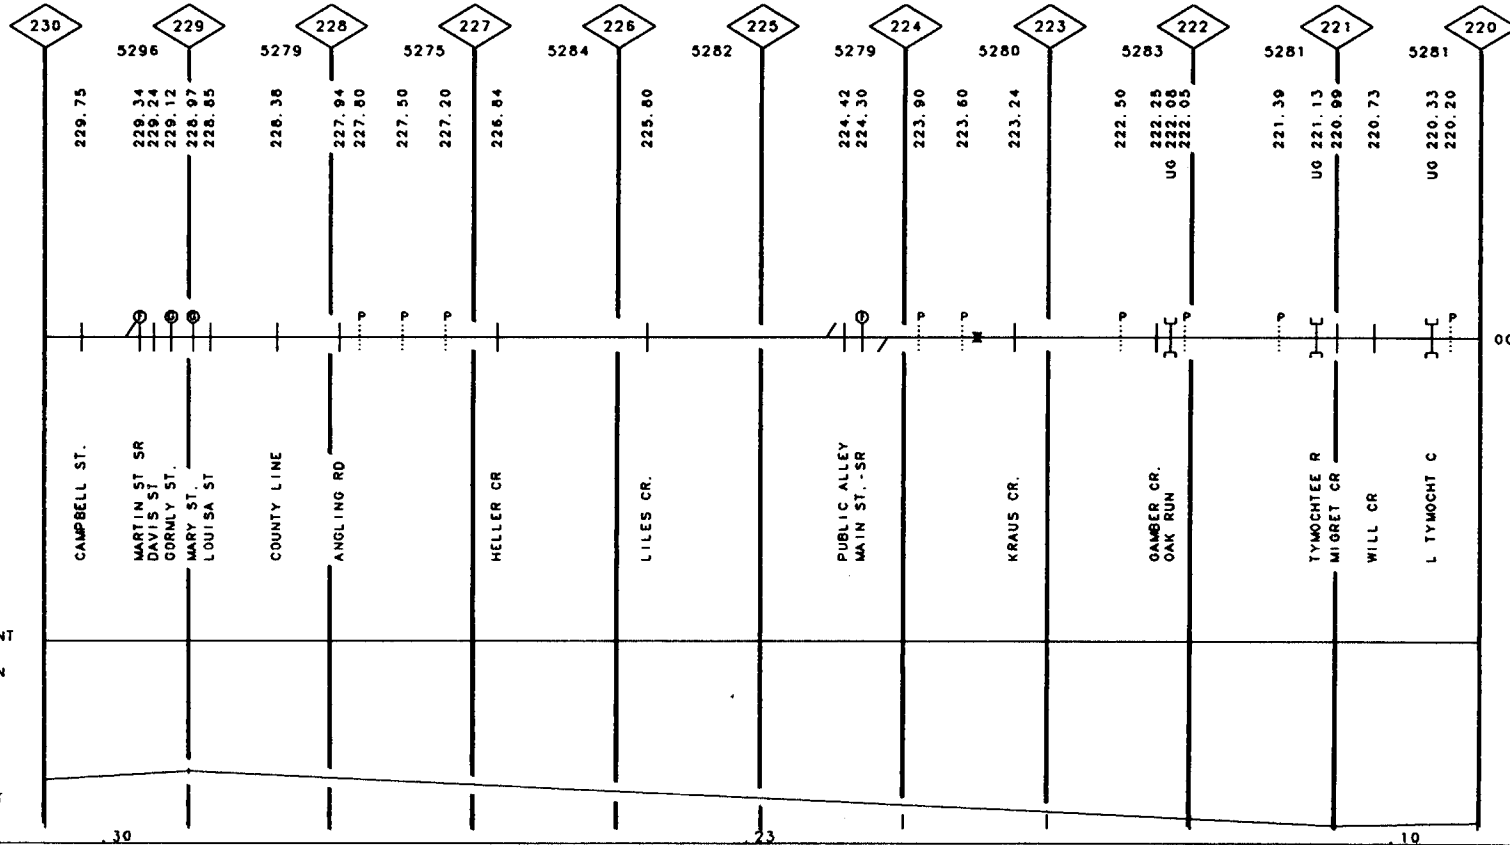 230 229 228 227 226 225 224 223 222 221 220
5296 5279 5275 5284 5282 5279 5280 5283 5281 5281
229.75
229.34
229.24
229.12
228.97
228.85
228.38
227.94
227.80
227.50
227.20
226.84
225.80
224.42
224.30
223.90
223.60
223.24
222.50
222.25
UG 222.08
222.05
221.39
UG 221.13
220.99
220.73
UG 220.33
220.20
P P P P P P P P P
CAMPBELL ST.
MARTIN ST SR
DAVIS ST
GORMLY ST.
MARY ST.
LOUISA ST
COUNTY LINE
ANGLING RD
HELLER CR
LILES CR.
PUBLIC ALLEY
MAIN ST.-SR
KRAUS CR.
GAMBER CR.
OAK RUN
TYMOCHTEE R
MIGRET CR
WILL CR
L TYMOCHT C
NT
N
T
.30 .23 .10